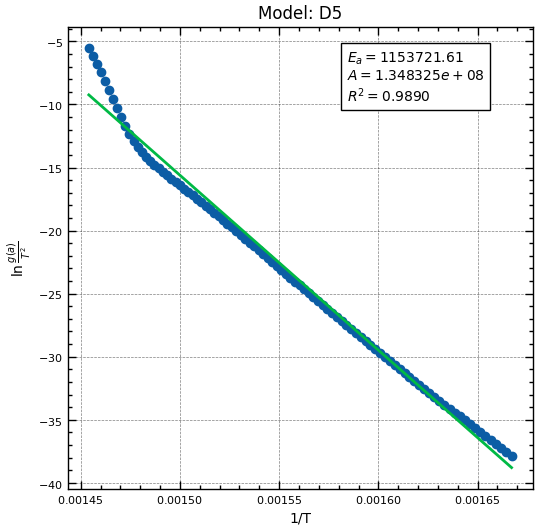 Model: D5
E_a = 1153721.61
A = 1.348325e + 08
R^2 = 0.9890
−5
−10
−15
−20
−25
−30
−35
−40
ln g(a)/T^2
0.00145 0.00150 0.00155 0.00160 0.00165
1/T